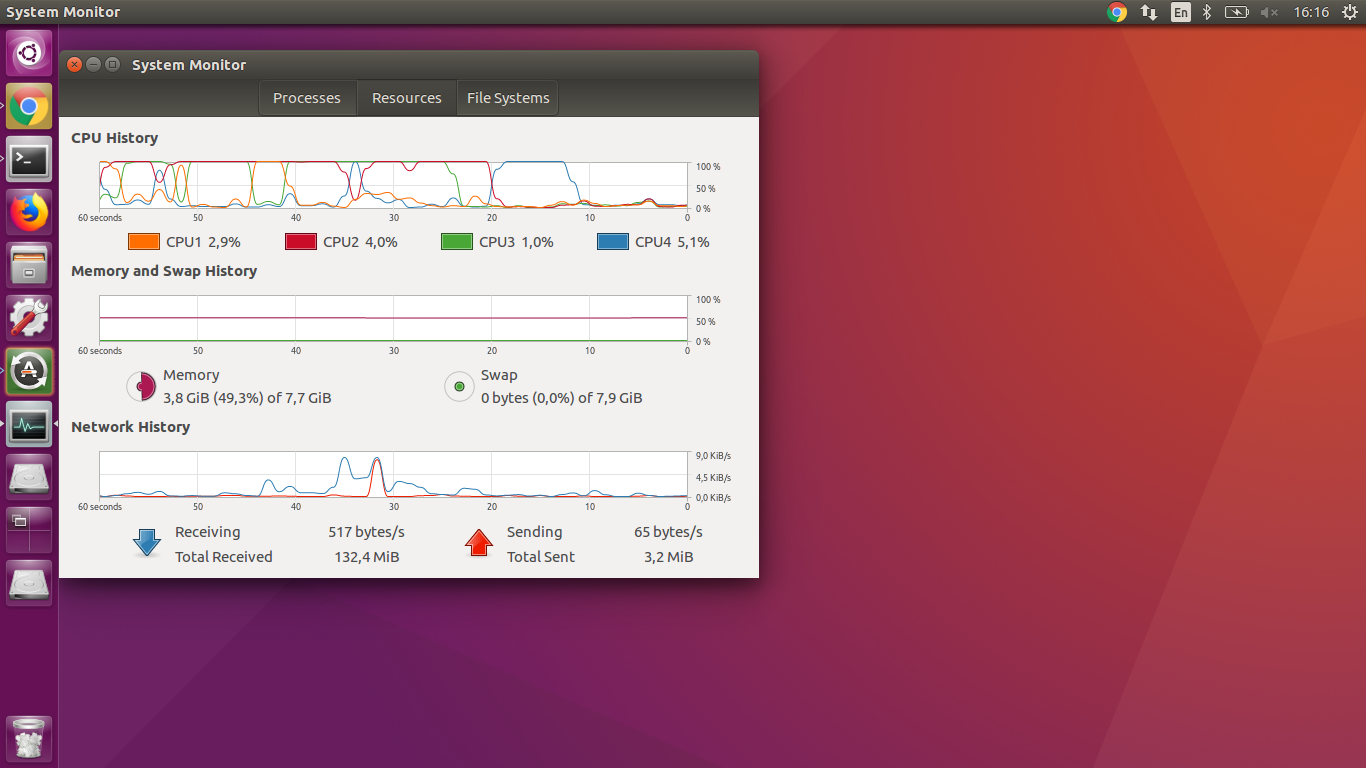 System Monitor
En
16:16
System Monitor
Processes Resources File Systems
CPU History
100 %
50 %
0 %
60 seconds 50 40 30 20 10 0
CPU1 2,9% CPU2 4,0% CPU3 1,0% CPU4 5,1%
Memory and Swap History
100 %
50 %
0 %
60 seconds 50 40 30 20 10 0
Memory
3,8 GiB (49,3%) of 7,7 GiB
Swap
0 bytes (0,0%) of 7,9 GiB
Network History
9,0 KiB/s
4,5 KiB/s
0,0 KiB/s
60 seconds 50 40 30 20 10 0
Receiving 517 bytes/s
Total Received 132,4 MiB
Sending 65 bytes/s
Total Sent 3,2 MiB